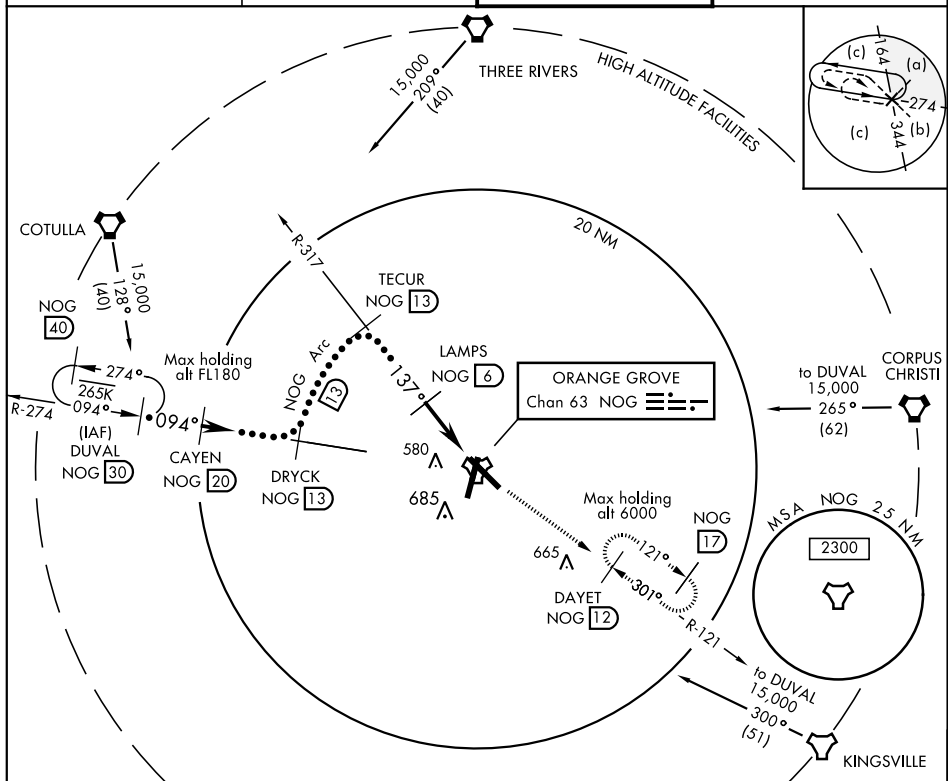 THREE RIVERS
15,000
209°
(40)
HIGH ALTITUDE FACILITIES
(c)
164
(a)
274
(b)
(c)
344
20 NM
COTULLA
15,000
128°
(40)
NOG
40
R-317
TECUR
NOG 13
Max holding
alt FL180
274°
265K
094°
R-274
(IAF)
DUVAL
NOG 30
094°
CAYEN
NOG 20
NOG Arc
13
DRYCK
NOG 13
137°
LAMPS
NOG 6
ORANGE GROVE
Chan 63 NOG
CORPUS
CHRISTI
to DUVAL
15,000
265°
(62)
580
685
665
Max holding
alt 6000
NOG
17
121°
301°
DAYET
NOG 12
R-121
MSA NOG 25 NM
2300
to DUVAL
15,000
300°
(51)
KINGSVILLE